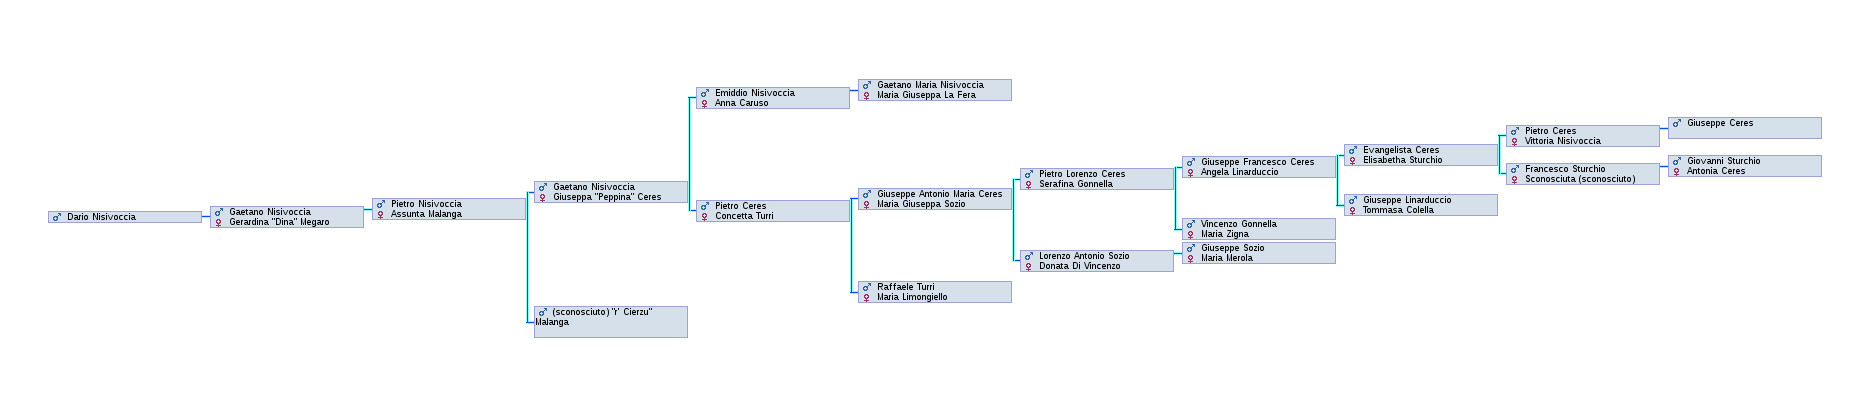 Dario Nisivoccia
Gaetano Nisivoccia
Gerardina "Dina" Megaro
Pietro Nisivoccia
Assunta Malanga
Gaetano Nisivoccia
Giuseppa "Peppina" Ceres
(sconosciuto) "r' Cierzu"
Malanga
Emiddio Nisivoccia
Anna Caruso
Pietro Ceres
Concetta Turri
Gaetano Maria Nisivoccia
Maria Giuseppa La Fera
Giuseppe Antonio Maria Ceres
Maria Giuseppa Sozio
Raffaele Turri
Maria Limongiello
Pietro Lorenzo Ceres
Serafina Gonnella
Lorenzo Antonio Sozio
Donata Di Vincenzo
Giuseppe Francesco Ceres
Angela Linarduccio
Vincenzo Gonnella
Maria Zigna
Giuseppe Sozio
Maria Merola
Evangelista Ceres
Elisabetha Sturchio
Giuseppe Linarduccio
Tommasa Colella
Pietro Ceres
Vittoria Nisivoccia
Francesco Sturchio
Sconosciuta (sconosciuto)
Giuseppe Ceres
Giovanni Sturchio
Antonia Ceres